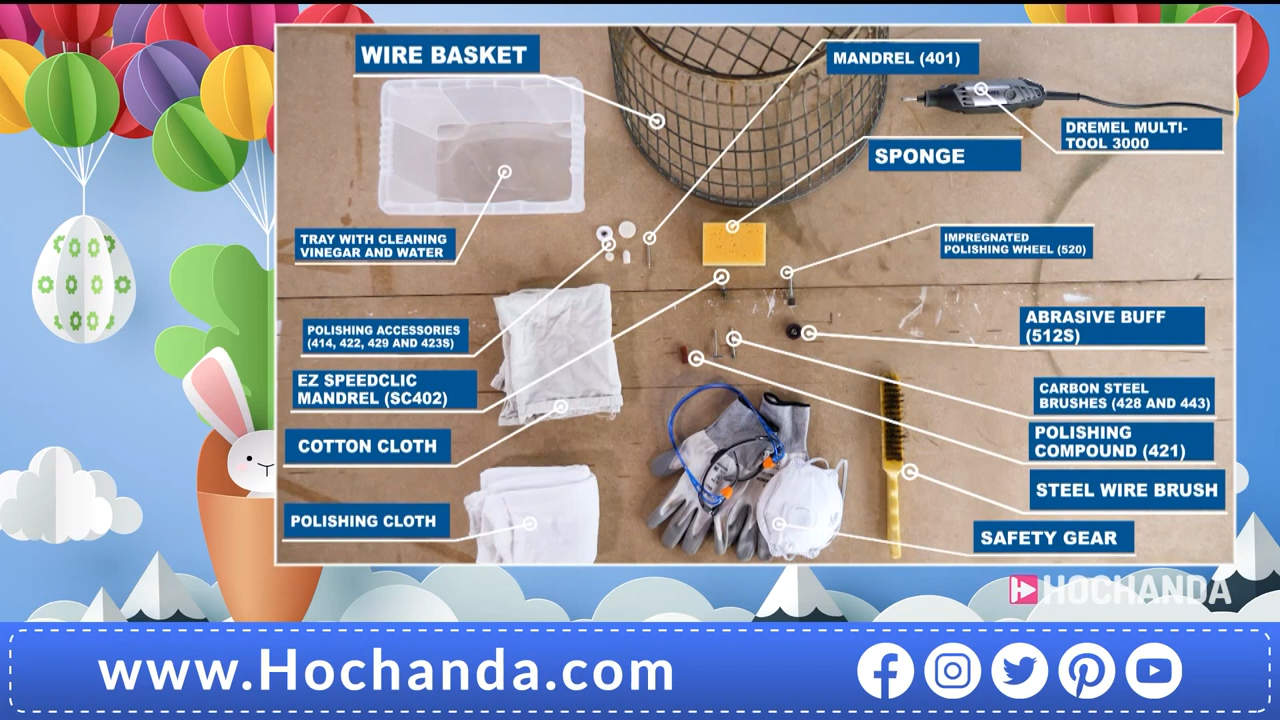 WIRE BASKET
MANDREL (401)
DREMEL MULTI-
TOOL 3000
SPONGE
TRAY WITH CLEANING
VINEGAR AND WATER
IMPREGNATED
POLISHING WHEEL (520)
POLISHING ACCESSORIES
(414, 422, 429 AND 423S)
ABRASIVE BUFF
(512S)
EZ SPEEDCLIC
MANDREL (SC402)
CARBON STEEL
BRUSHES (428 AND 443)
COTTON CLOTH
POLISHING
COMPOUND (421)
STEEL WIRE BRUSH
POLISHING CLOTH
SAFETY GEAR
HOCHANDA
www.Hochanda.com